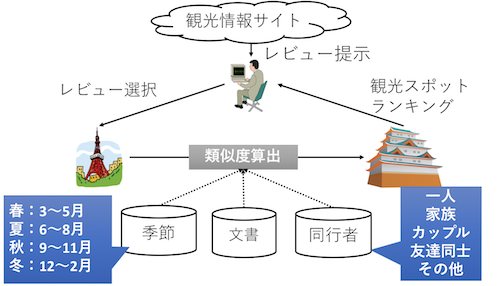 観光情報サイト
レビュー提示
レビュー選択
観光スポット
ランキング
類似度算出
春：3～5月
夏：6～8月
秋：9～11月
冬：12～2月
季節
文書
同行者
一人
家族
カップル
友達同士
その他